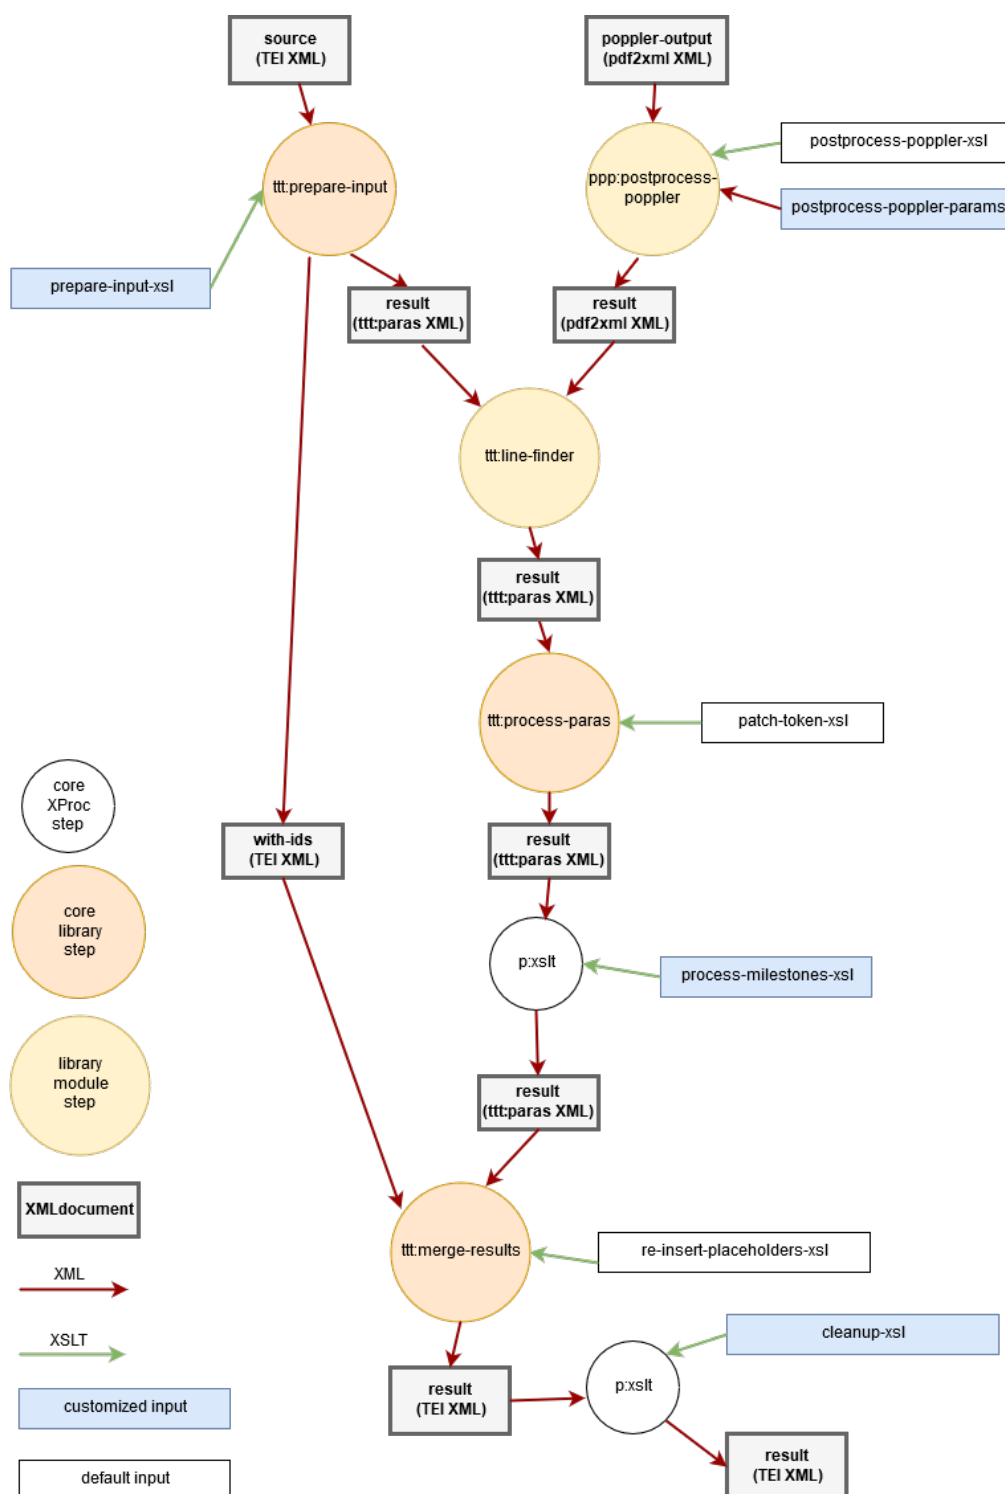 source
(TEI XML)
poppler-output
(pdf2xml XML)
postprocess-poppler-xsl
ttt:prepare-input
ppp:postprocess-
poppler
postprocess-poppler-params
prepare-input-xsl
result
(ttt:paras XML)
result
(pdf2xml XML)
ttt:line-finder
result
(ttt:paras XML)
ttt:process-paras
patch-token-xsl
core
XProc
step
with-ids
(TEI XML)
result
(ttt:paras XML)
core
library
step
p:xslt
process-milestones-xsl
library
module
step
result
(ttt:paras XML)
XMLdocument
ttt:merge-results
re-insert-placeholders-xsl
XML
XSLT
cleanup-xsl
customized input
result
(TEI XML)
p:xslt
default input
result
(TEI XML)